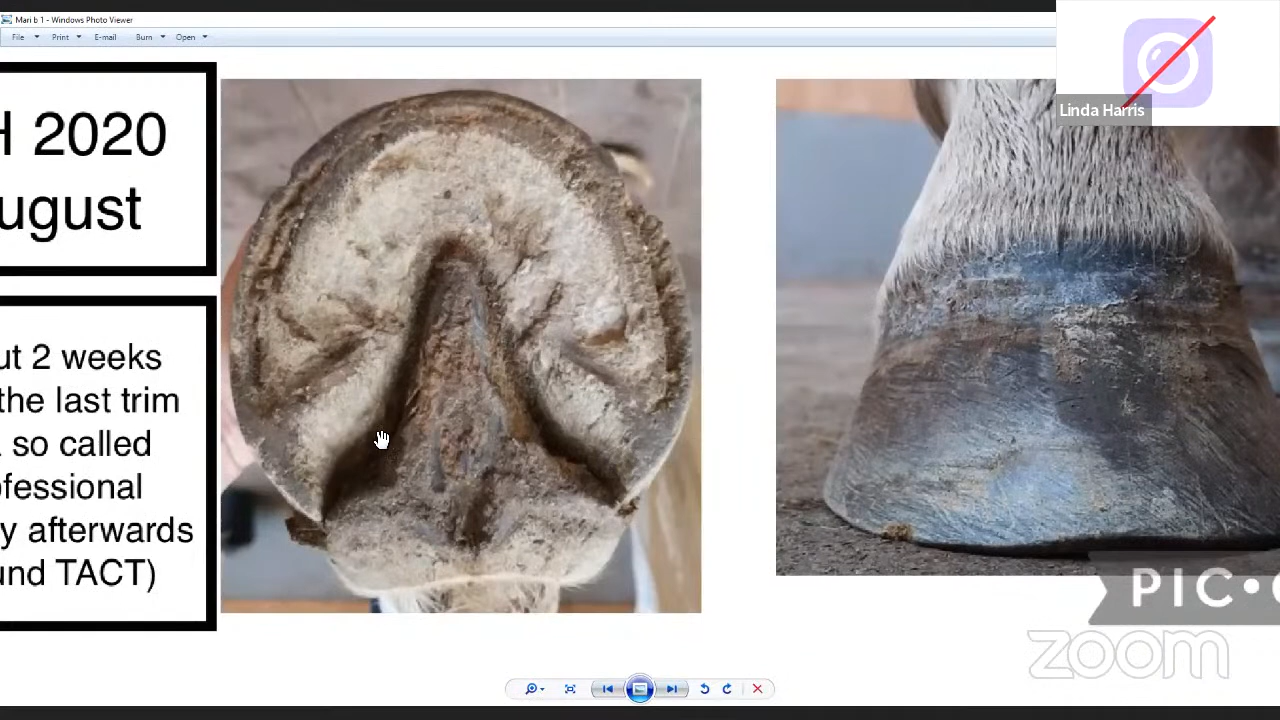 Mari b 1 - Windows Photo Viewer
File Print E-mail Burn Open
Linda Harris
H 2020
ugust
ut 2 weeks
the last trim
so called
ofessional
y afterwards
und TACT)
PIC•
zoom